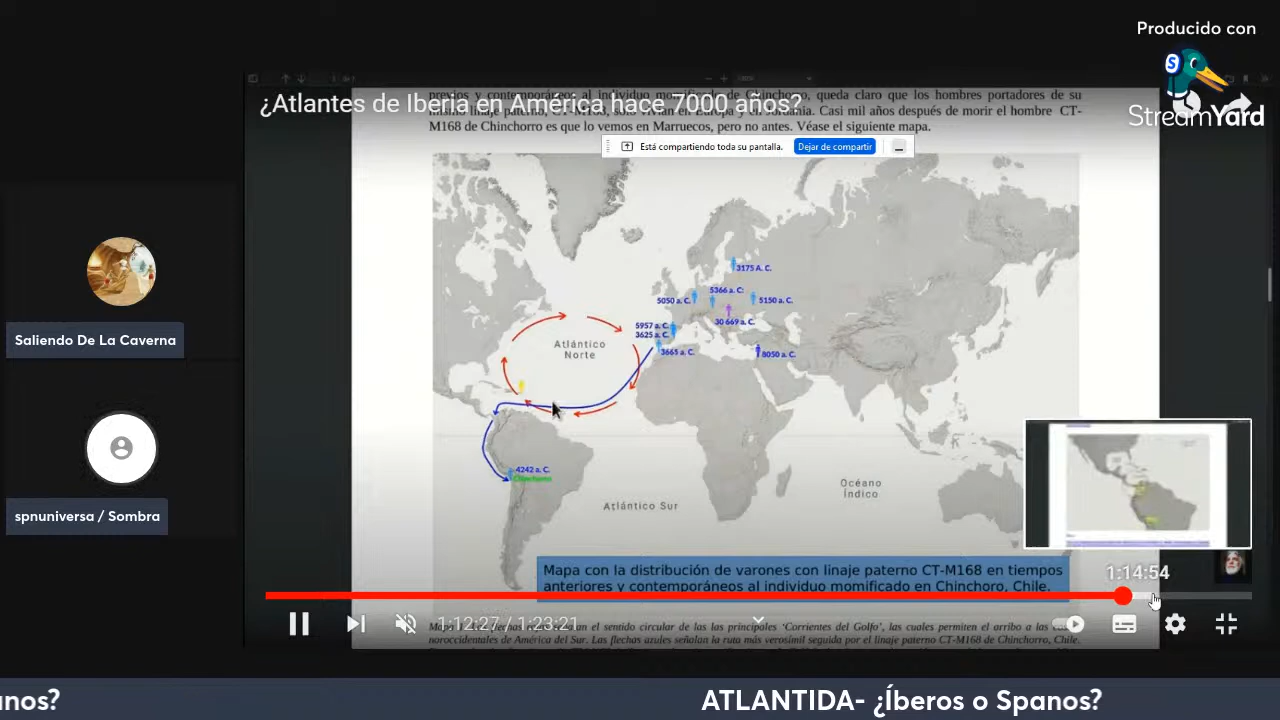 Producido con
StreamYard
¿Atlantes de Iberia en América hace 7000 años?
previos y contemporáneos al individuo momificado de Chinchorro, queda claro que los hombres portadores de su
mismo linaje paterno, CT-M168, solo vivían en Europa y en Jordania. Casi mil años después de morir el hombre CT-
M168 de Chinchorro es que lo vemos en Marruecos, pero no antes. Véase el siguiente mapa.
Está compartiendo toda su pantalla.
Dejar de compartir
3175 A. C.
5366 a. C:
5050 a. C.
5150 a. C.
30 669 a. C.
5957 a. C.
3625 a. C.
3665 a. C.
8050 a. C.
Atlántico
Norte
4242 a. C.
Chinchorro
Atlántico Sur
Océano
Índico
Saliendo De La Caverna
spnuniversa / Sombra
Mapa con la distribución de varones con linaje paterno CT-M168 en tiempos
anteriores y contemporáneos al individuo momificado en Chinchoro, Chile.
1:14:54
1:12:27 / 1:23:21
el sentido circular de las las principales 'Corrientes del Golfo', las cuales permiten el arribo a las
noroccidentales de América del Sur. Las flechas azules señalan la ruta más verosímil seguida por el linaje paterno CT-M168 de Chinchorro, Chile.
anos?
ATLANTIDA- ¿Íberos o Spanos?